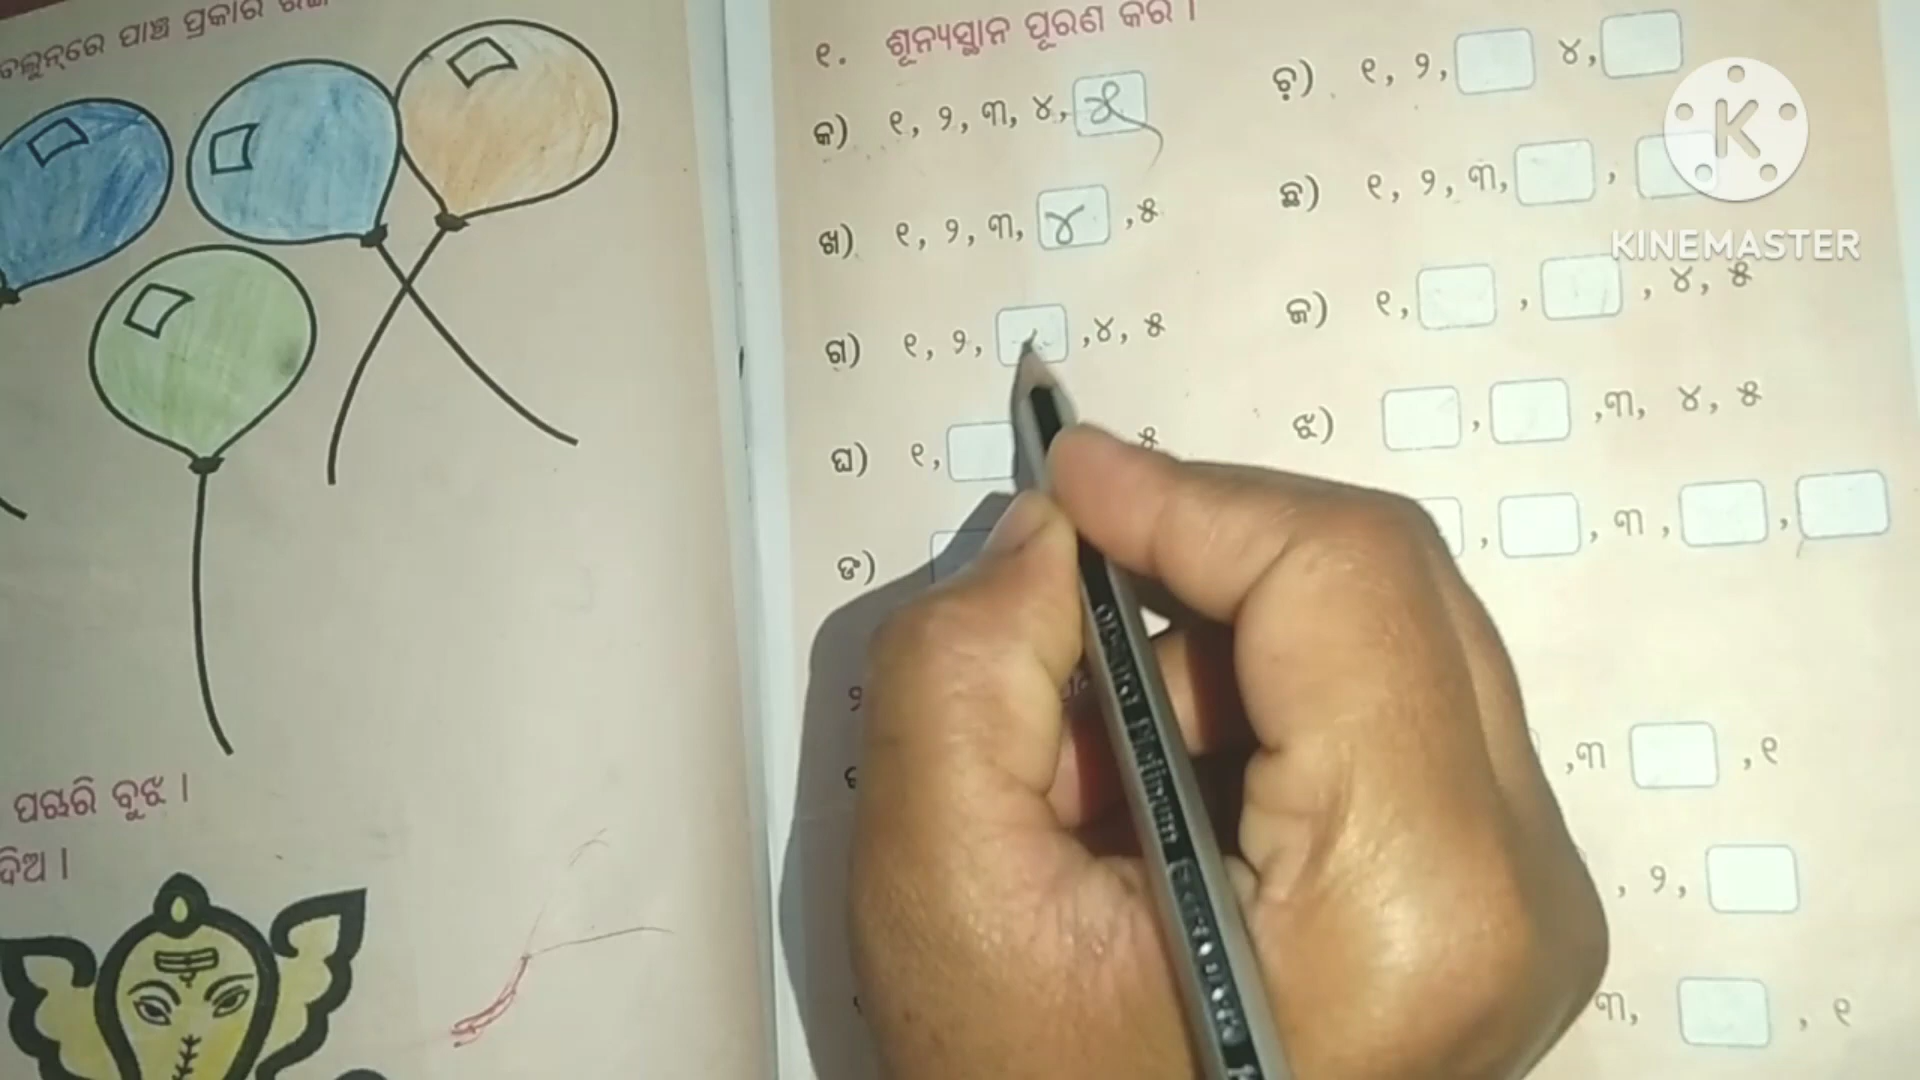 ବଲୁନ୍‌ରେ ପାଞ୍ଚ ପ୍ରକାର
ପଚାରି ବୁଝ ।
ଦିଅ ।
୧. ଶୂନ୍ୟସ୍ଥାନ ପୂରଣ କର ।
କ) ୧, ୨, ୩, ୪, ୫
ଖ) ୧, ୨, ୩, ୪ ,୫
ଗ) ୧, ୨, ,୪, ୫
ଘ) ୧, ୫
ଙ)
ଚ) ୧, ୨, ୪,
ଛ) ୧, ୨, ୩, ,
ଜ) ୧, , , ୪, ୫
ଝ) , ,୩, ୪, ୫
, , ୩ , ,
,୩ ,୧
, ୨,
୩, , ୧
KINEMASTER